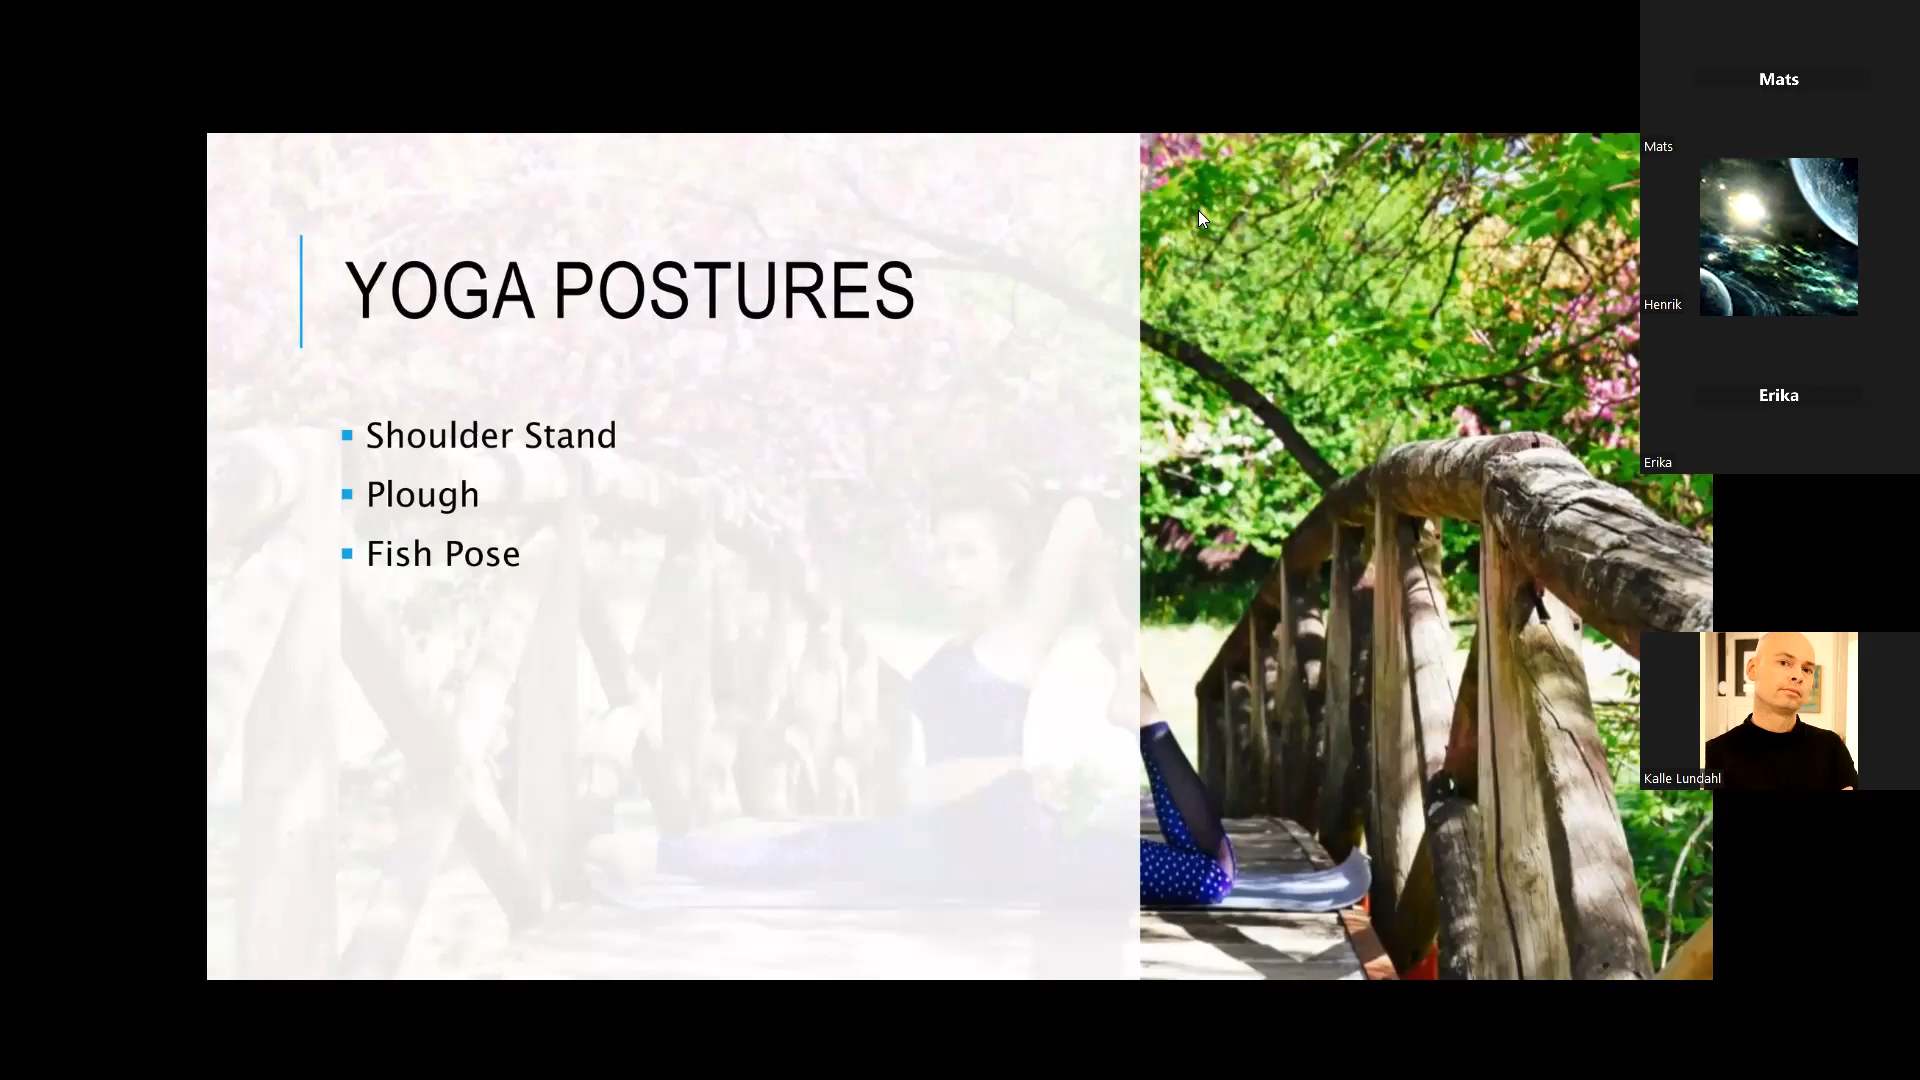 YOGA POSTURES
Shoulder Stand
Plough
Fish Pose
Mats
Mats
Henrik
Erika
Erika
Kalle Lundahl